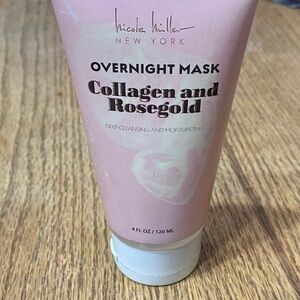 Nicole Miller
NEW YORK
OVERNIGHT MASK
Collagen and
Rosegold
DEEP CLEANSING AND MOISTURIZING
4 FL OZ / 120 ML